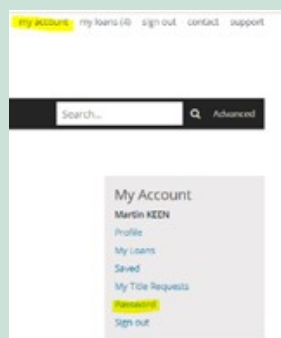 my account my loans (4) sign out contact support
Search... Advanced
My Account
Martin KEEN
Profile
My Loans
Saved
My Title Requests
Password
Sign out